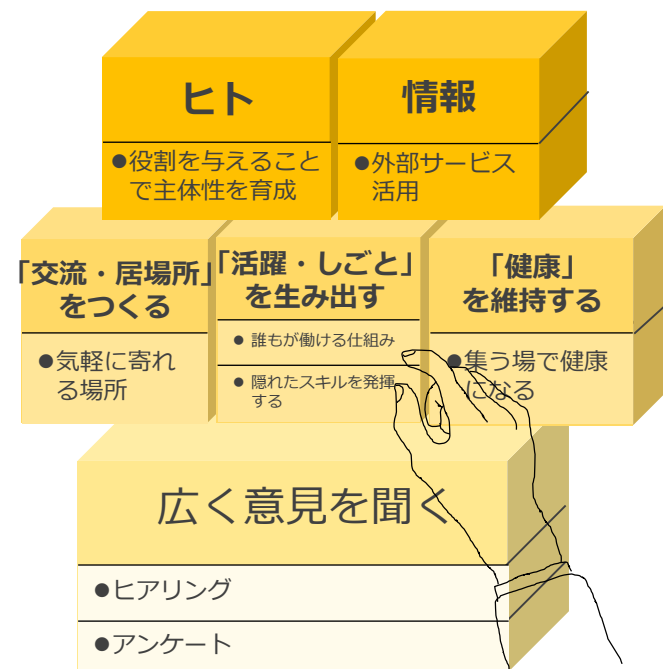 ヒト
●役割を与えること
で主体性を育成
情報
●外部サービス
活用
「交流・居場所」
をつくる
●気軽に寄れ
る場所
「活躍・しごと」
を生み出す
● 誰もが働ける仕組み
● 隠れたスキルを発揮
する
「健康」
を維持する
●集う場で健康
になる
広く意見を聞く
●ヒアリング
●アンケート